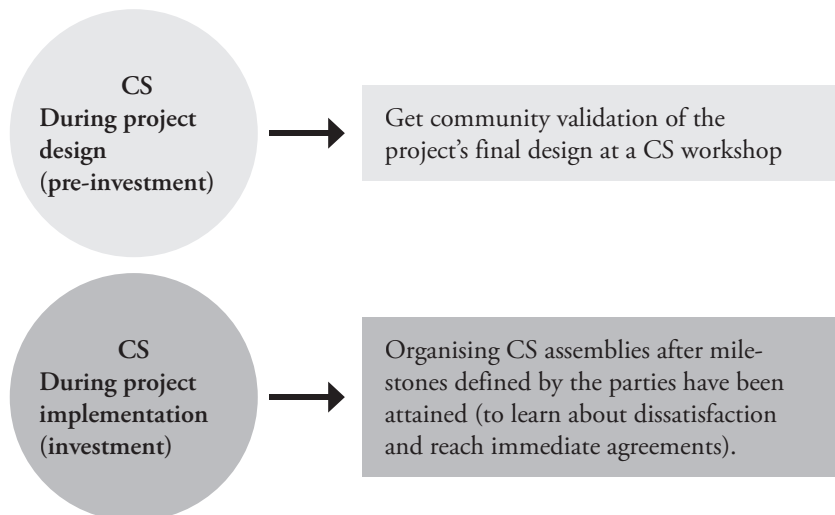 CS
During project
design
(pre-investment)
Get community validation of the
project’s final design at a CS workshop
CS
During project
implementation
(investment)
Organising CS assemblies after mile-
stones defined by the parties have been
attained (to learn about dissatisfaction
and reach immediate agreements).